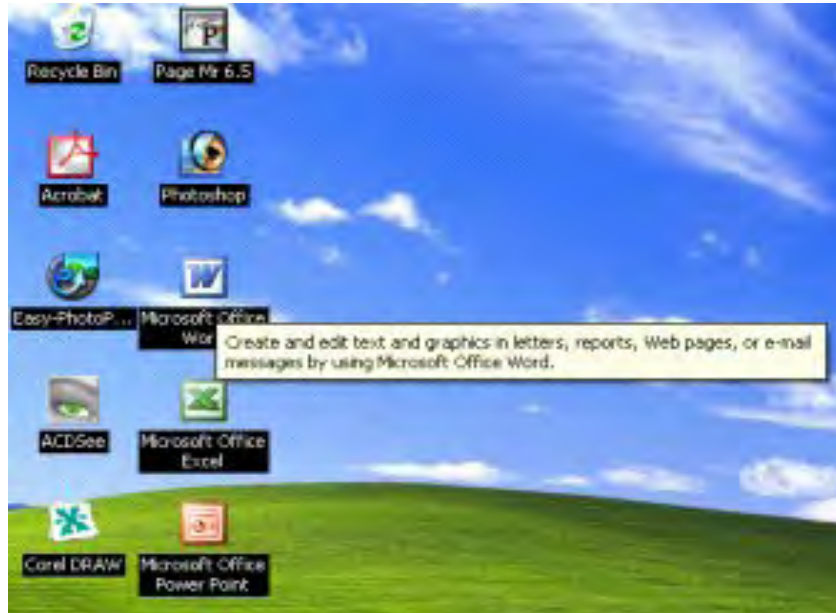 Recycle Bin
Page Mr 6.5
Acrobat
Photoshop
Easy-PhotoP...
Microsoft Office
Wor
Create and edit text and graphics in letters, reports, Web pages, or e-mail
messages by using Microsoft Office Word.
ACDSee
Microsoft Office
Excel
Corel DRAW
Microsoft Office
Power Point